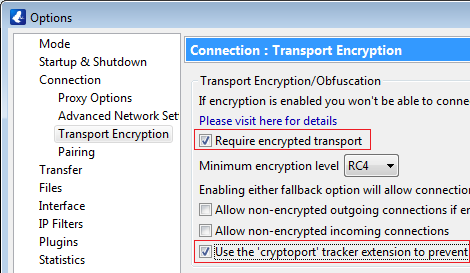 Options
Mode
Startup & Shutdown
Connection
Proxy Options
Advanced Network Set
Transport Encryption
Pairing
Transfer
Files
Interface
IP Filters
Plugins
Statistics
Connection : Transport Encryption
Transport Encryption/Obfuscation
If encryption is enabled you won't be able to conne
Please visit here for details
Require encrypted transport
Minimum encryption level RC4
Enabling either fallback option will allow connection
Allow non-encrypted outgoing connections if en
Allow non-encrypted incoming connections
Use the 'cryptoport' tracker extension to prevent